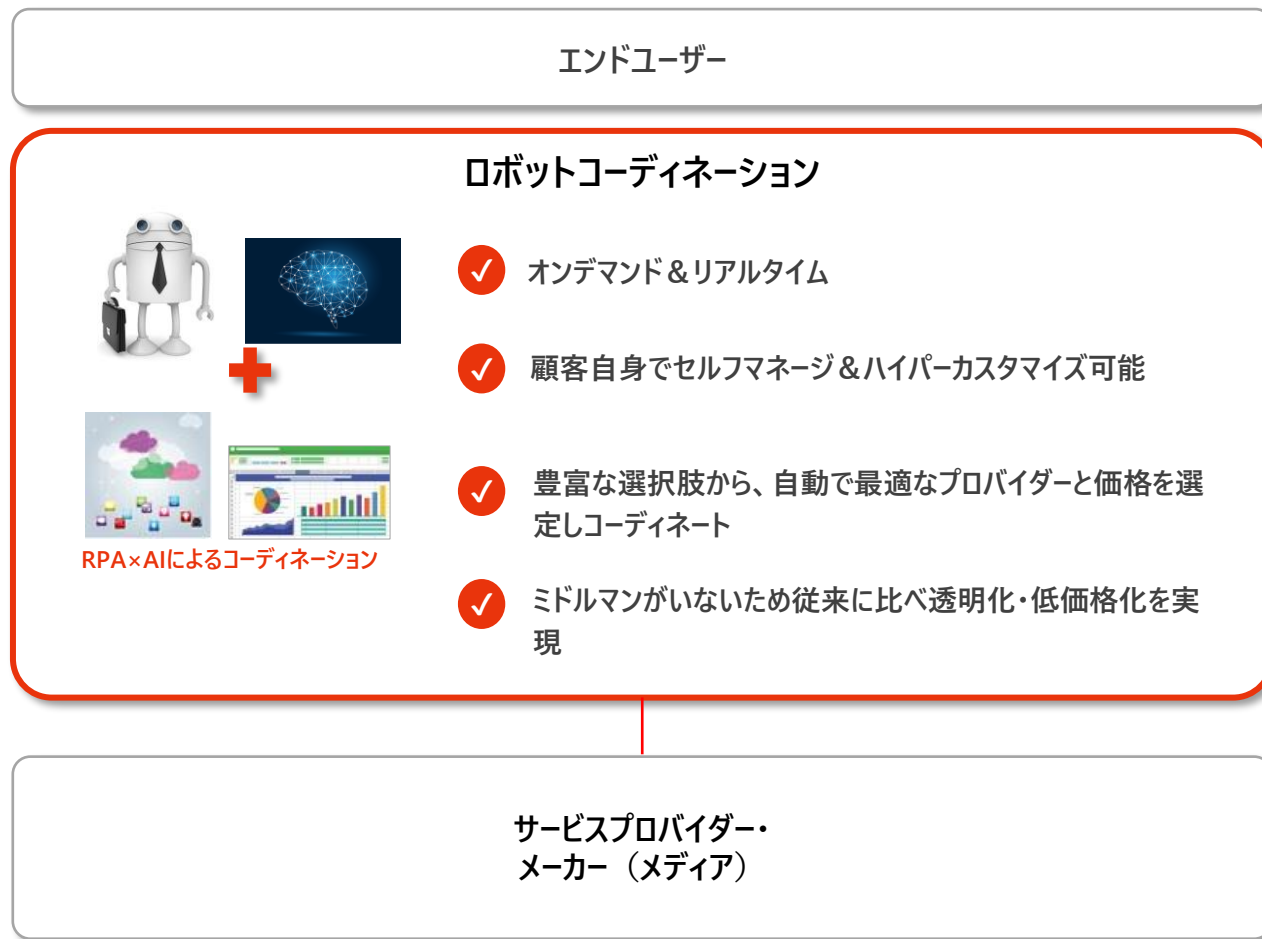 エンドユーザー
ロボットコーディネーション
オンデマンド＆リアルタイム
顧客自身でセルフマネージ＆ハイパーカスタマイズ可能
豊富な選択肢から、自動で最適なプロバイダーと価格を選
定しコーディネート
RPA×AIによるコーディネーション
ミドルマンがいないため従来に比べ透明化・低価格化を実
現
サービスプロバイダー・
メーカー（メディア）